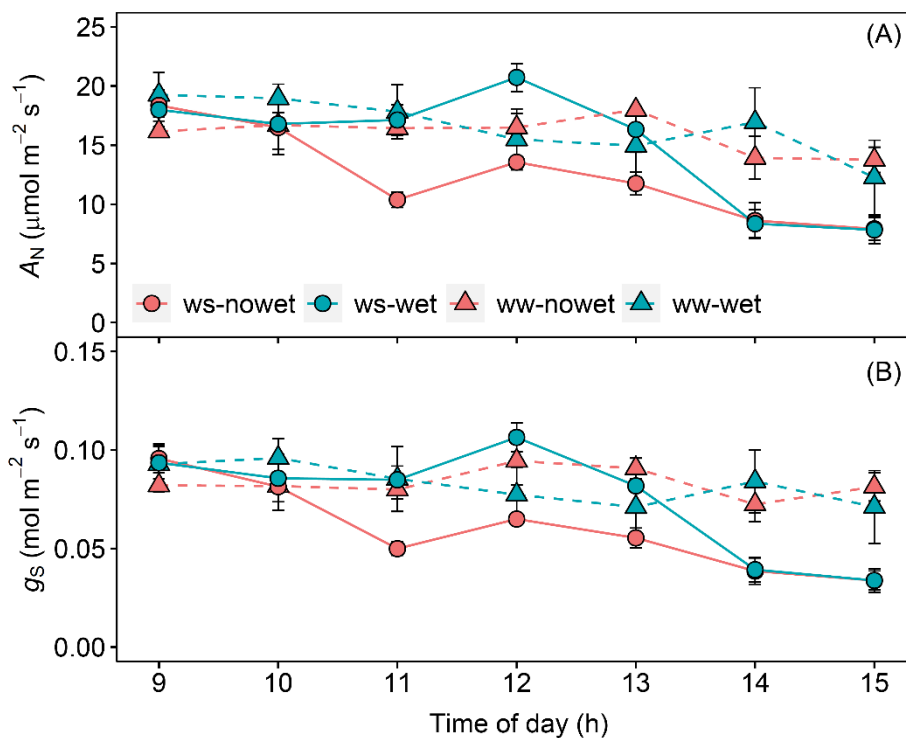 (A)
25
20
15
10
5
0
A_N (μmol m⁻² s⁻¹)
ws-nowet ws-wet ww-nowet ww-wet
(B)
0.15
0.10
0.05
0.00
g_S (mol m⁻² s⁻¹)
9 10 11 12 13 14 15
Time of day (h)